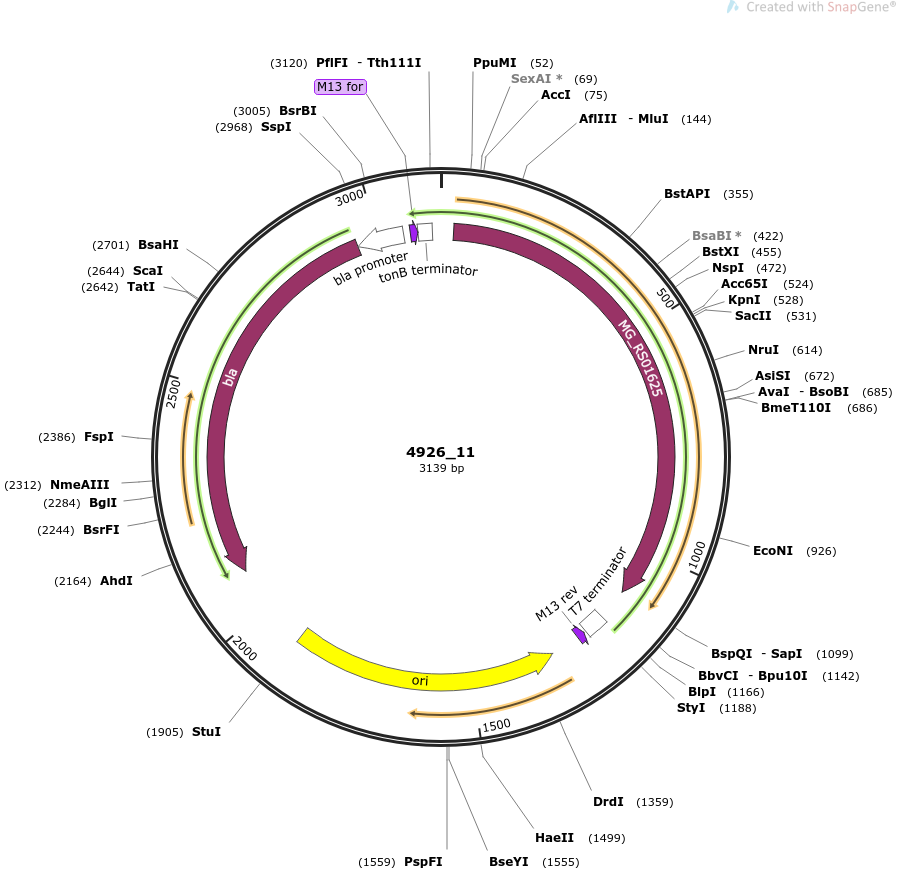 Created with SnapGene®
(3120) PflFI - Tth111I
PpuMI (52)
SexAI * (69)
M13 for
AccI (75)
(3005) BsrBI
AflIII - MluI (144)
(2968) SspI
3000
BstAPI (355)
BsaBI * (422)
(2701) BsaHI
BstXI (455)
bla promoter
tonB terminator
NspI (472)
(2644) ScaI
Acc65I (524)
(2642) TatI
500
KpnI (528)
SacII (531)
MG_RS01625
NruI (614)
bla
AsiSI (672)
2500
AvaI - BsoBI (685)
BmeT110I (686)
(2386) FspI
4926_11
3139 bp
(2312) NmeAIII
(2284) BglI
(2244) BsrFI
EcoNI (926)
1000
(2164) AhdI
T7 terminator
M13 rev
2000
BspQI - SapI (1099)
BbvCI - Bpu10I (1142)
ori
BlpI (1166)
StyI (1188)
(1905) StuI
1500
DrdI (1359)
HaeII (1499)
(1559) PspFI
BseYI (1555)